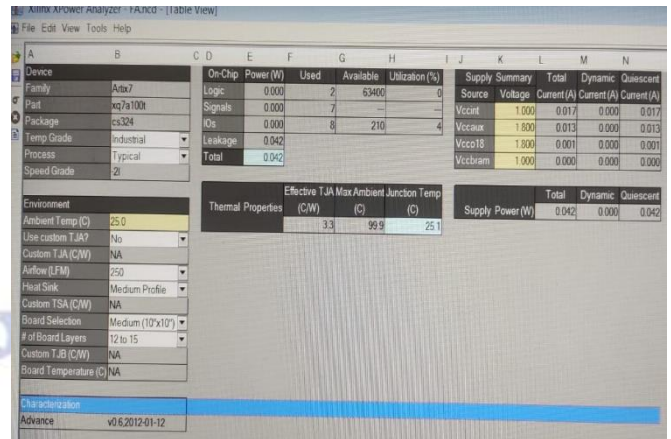 Xilinx XPower Analyzer - FA.ncd - [Table View]
File Edit View Tools Help
A B C D E F G H I J K L M N
Device
Family Artix7
Part xq7a100t
Package cs324
Temp Grade Industrial
Process Typical
Speed Grade -2I
Environment
Ambient Temp (C) 25.0
Use custom TJA? No
Custom TJA (C/W) NA
Airflow (LFM) 250
Heat Sink Medium Profile
Custom TSA (C/W) NA
Board Selection Medium (10"x10")
# of Board Layers 12 to 15
Custom TJB (C/W) NA
Board Temperature (C) NA
Characterization
Advance v0.6,2012-01-12
On-Chip Power (W) Used Available Utilization (%)
Logic 0.000 2 63400 0
Signals 0.000 7 --- ---
IOs 0.000 8 210 4
Leakage 0.042
Total 0.042
Effective TJA Max Ambient Junction Temp
Thermal Properties (C/W) (C) (C)
3.3 99.9 25.1
Supply Summary Total Dynamic Quiescent
Source Voltage Current (A) Current (A) Current (A)
Vccint 1.000 0.017 0.000 0.017
Vccaux 1.800 0.013 0.000 0.013
Vcco18 1.800 0.001 0.000 0.001
Vccbram 1.000 0.000 0.000 0.000
Total Dynamic Quiescent
Supply Power (W) 0.042 0.000 0.042